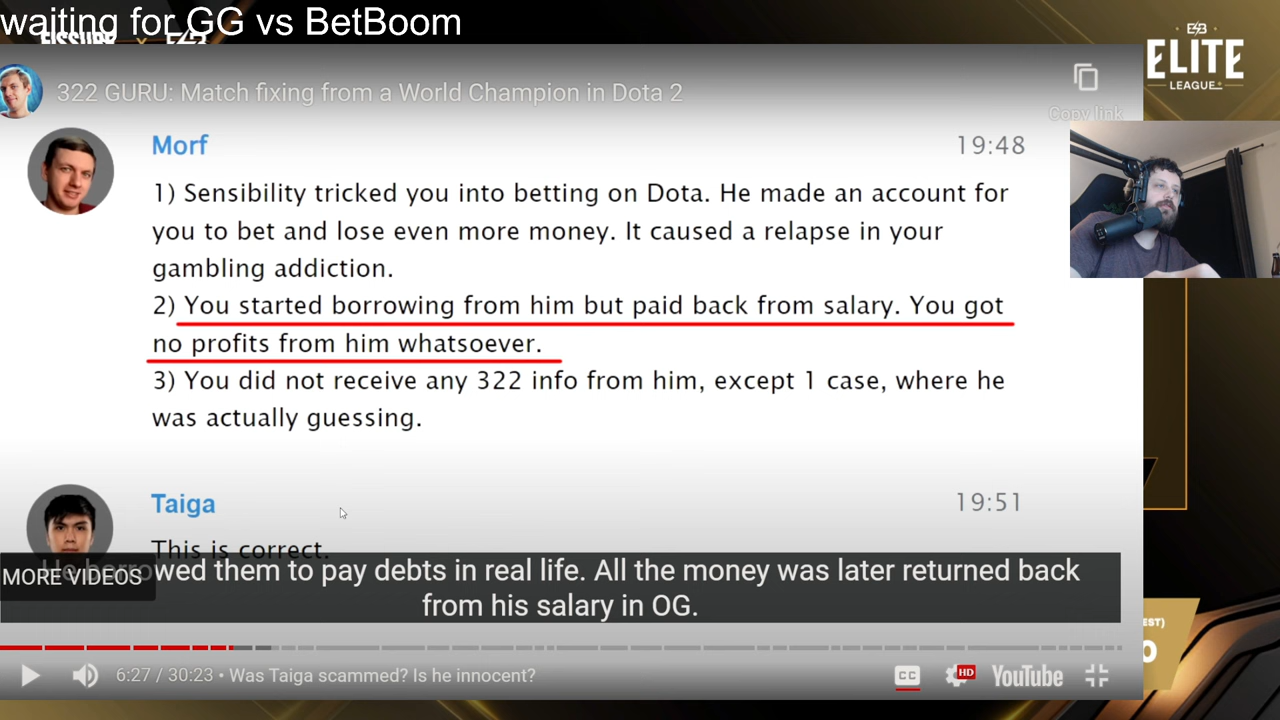 waiting for GG vs BetBoom
FISSURE
ESB
ELITE
LEAGUE
322 GURU: Match fixing from a World Champion in Dota 2
Copy link
Morf
19:48
1) Sensibility tricked you into betting on Dota. He made an account for
you to bet and lose even more money. It caused a relapse in your
gambling addiction.
2) You started borrowing from him but paid back from salary. You got
no profits from him whatsoever.
3) You did not receive any 322 info from him, except 1 case, where he
was actually guessing.
Taiga
19:51
This is correct.
He borrowed them to pay debts in real life. All the money was later returned back
from his salary in OG.
MORE VIDEOS
EST)
6:27 / 30:23 • Was Taiga scammed? Is he innocent?
CC
HD
YouTube